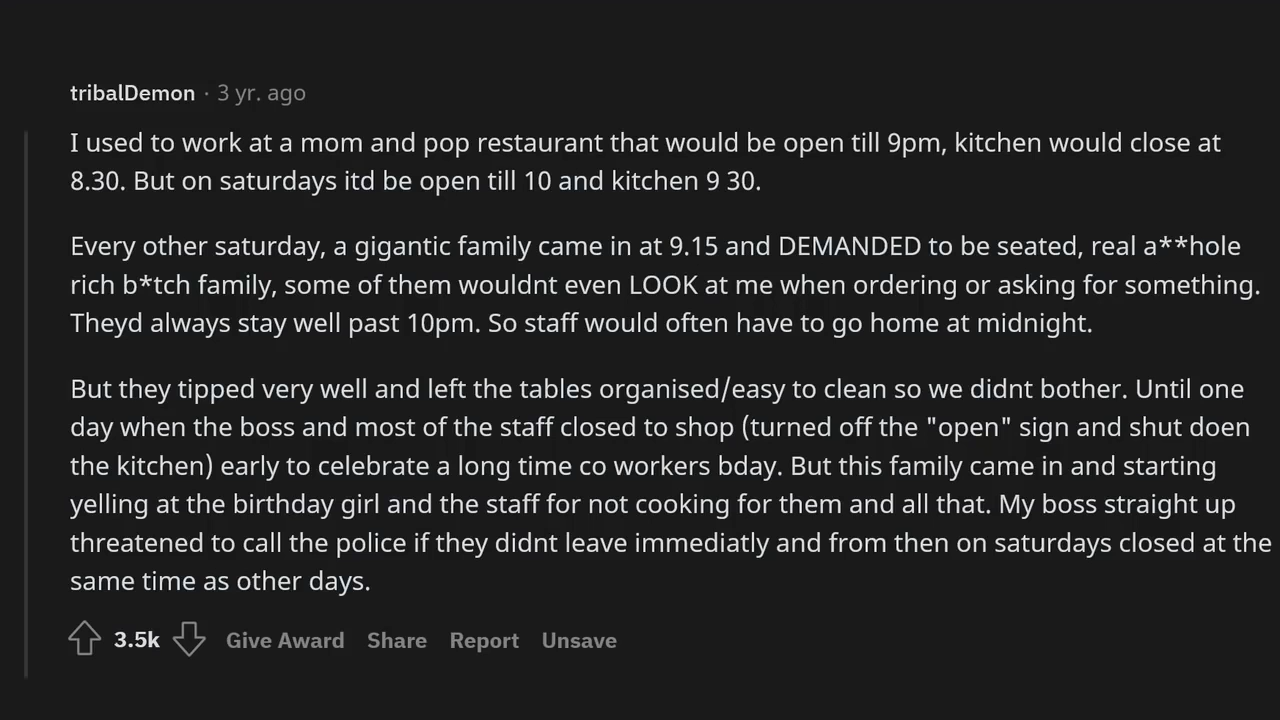 tribalDemon · 3 yr. ago
I used to work at a mom and pop restaurant that would be open till 9pm, kitchen would close at
8.30. But on saturdays itd be open till 10 and kitchen 9 30.
Every other saturday, a gigantic family came in at 9.15 and DEMANDED to be seated, real a**hole
rich b*tch family, some of them wouldnt even LOOK at me when ordering or asking for something.
Theyd always stay well past 10pm. So staff would often have to go home at midnight.
But they tipped very well and left the tables organised/easy to clean so we didnt bother. Until one
day when the boss and most of the staff closed to shop (turned off the "open" sign and shut doen
the kitchen) early to celebrate a long time co workers bday. But this family came in and starting
yelling at the birthday girl and the staff for not cooking for them and all that. My boss straight up
threatened to call the police if they didnt leave immediatly and from then on saturdays closed at the
same time as other days.
3.5k Give Award Share Report Unsave